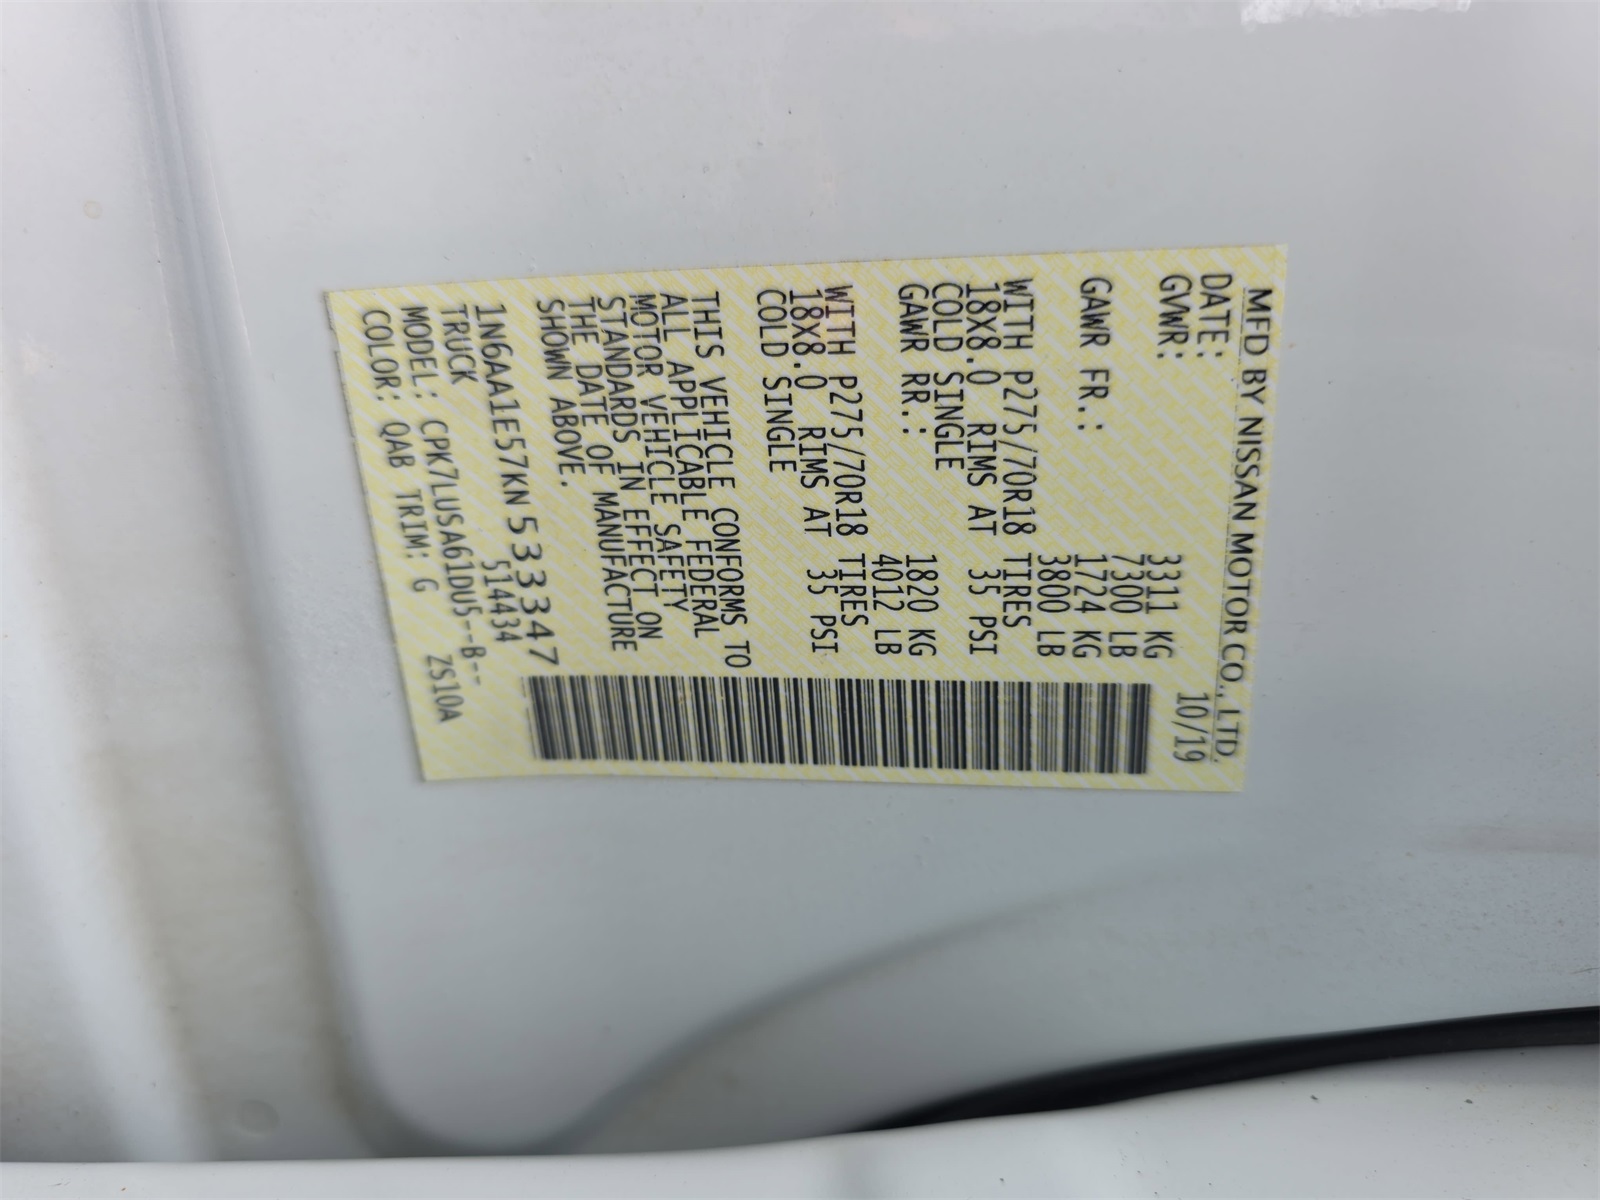 MFD BY NISSAN MOTOR CO., LTD.
DATE: 10/19
GVWR: 3311 KG
7300 LB
GAWR FR.: 1724 KG
3800 LB
WITH P275/70R18 TIRES
18X8.0 RIMS AT 35 PSI
COLD SINGLE
GAWR RR.: 1820 KG
4012 LB
WITH P275/70R18 TIRES
18X8.0 RIMS AT 35 PSI
COLD SINGLE
THIS VEHICLE CONFORMS TO
ALL APPLICABLE FEDERAL
MOTOR VEHICLE SAFETY
STANDARDS IN EFFECT ON
THE DATE OF MANUFACTURE
SHOWN ABOVE.
1N6AA1E57KN533347
TRUCK 514434
MODEL: CPK7LUSA61DU5--B--
COLOR: QAB TRIM: G ZS10A